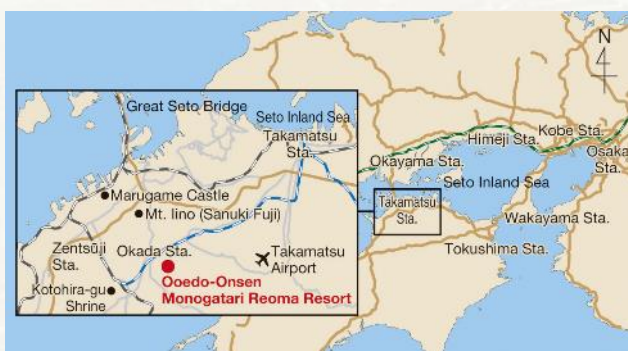 N
Great Seto Bridge
Seto Inland Sea
Takamatsu
Sta.
Marugame Castle
Mt. Iino (Sanuki Fuji)
Zentsūji
Sta.
Okada Sta.
Takamatsu
Airport
Kotohira-gu
Shrine
Ooedo-Onsen
Monogatari Reoma Resort
Kobe Sta.
Himeji Sta.
Osaka
Sta.
Okayama Sta.
Seto Inland Sea
Takamatsu
Sta.
Wakayama Sta.
Tokushima Sta.